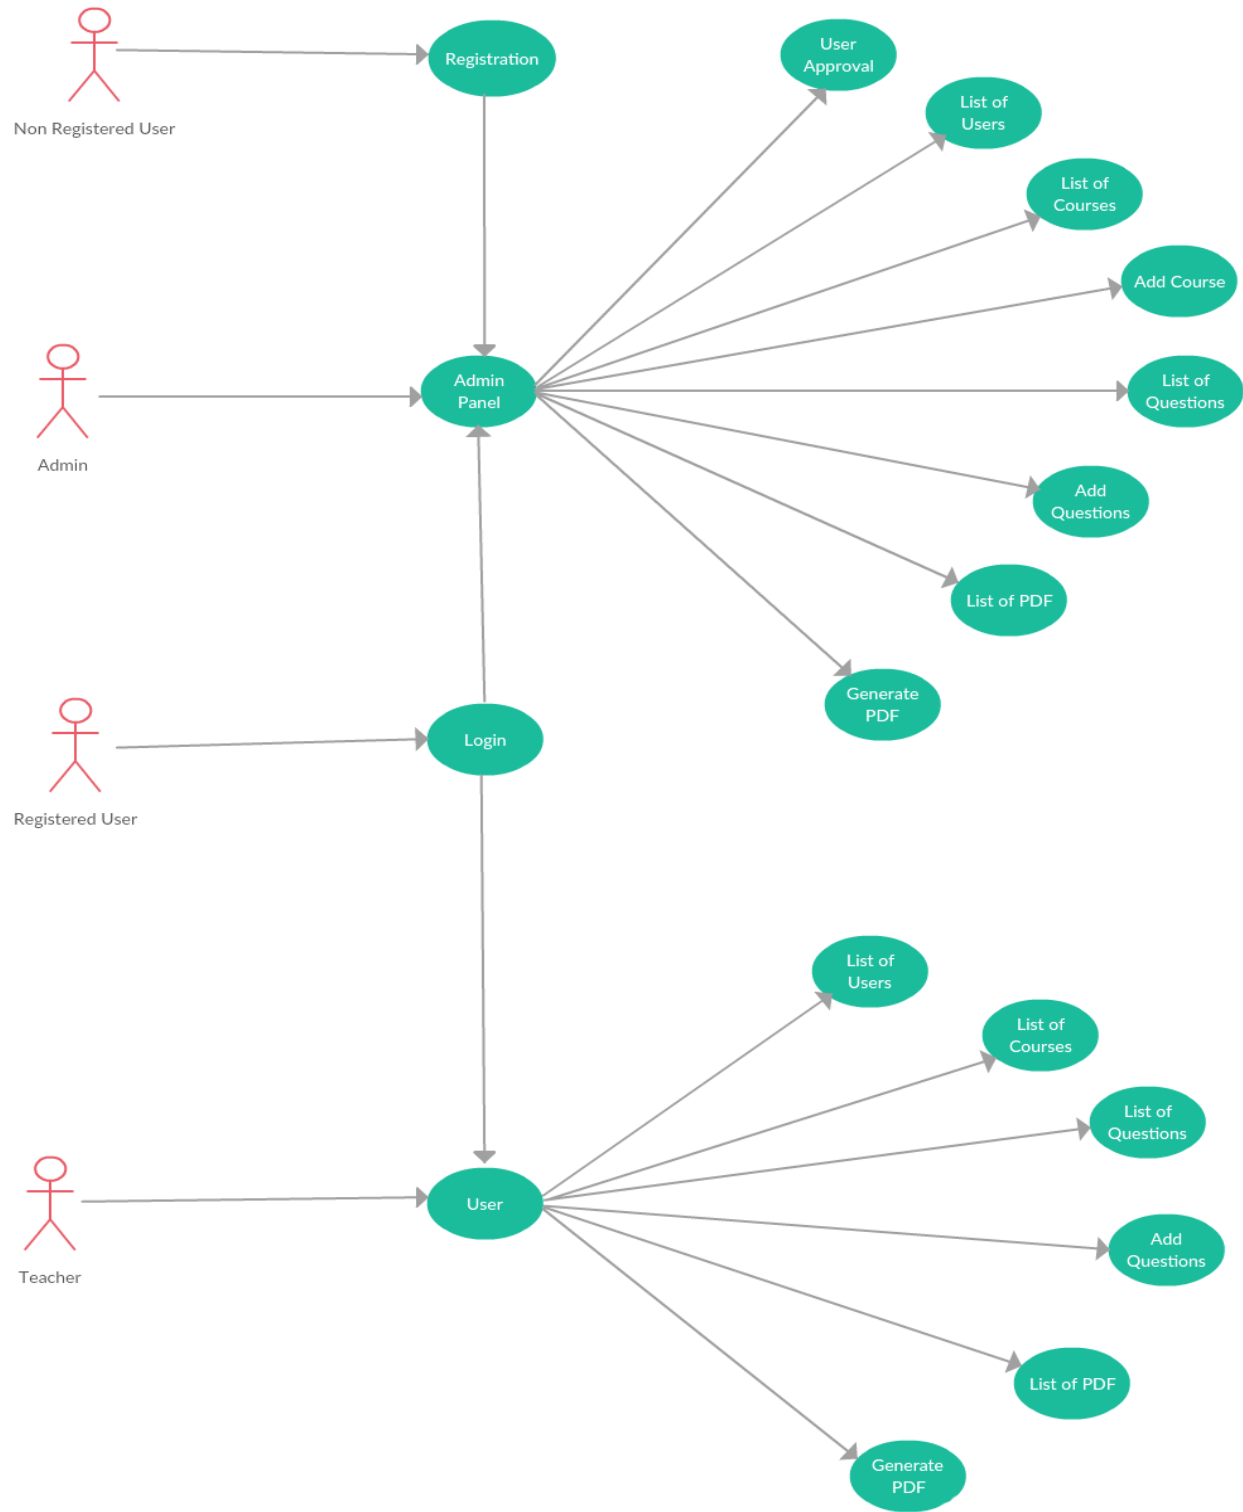 Registration
User
Approval
List of
Users
Non Registered User
List of
Courses
Add Course
Admin
Panel
List of
Questions
Admin
Add
Questions
List of PDF
Generate
PDF
Login
Registered User
List of
Users
List of
Courses
List of
Questions
User
Add
Questions
Teacher
List of PDF
Generate
PDF